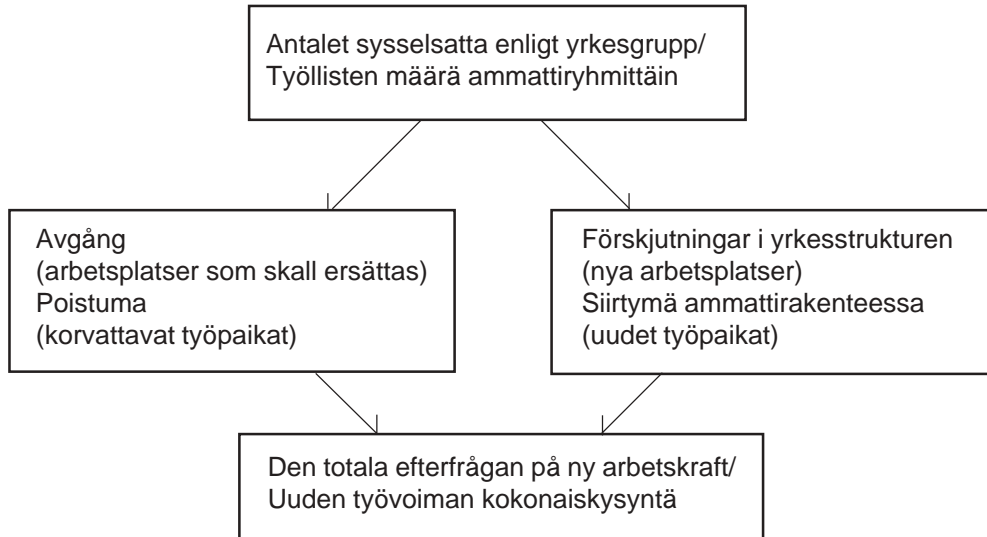 Antalet sysselsatta enligt yrkesgrupp/
Työllisten määrä ammattiryhmittäin
Avgång
(arbetsplatser som skall ersättas)
Poistuma
(korvattavat työpaikat)
Förskjutningar i yrkesstrukturen
(nya arbetsplatser)
Siirtymä ammattirakenteessa
(uudet työpaikat)
Den totala efterfrågan på ny arbetskraft/
Uuden työvoiman kokonaiskysyntä